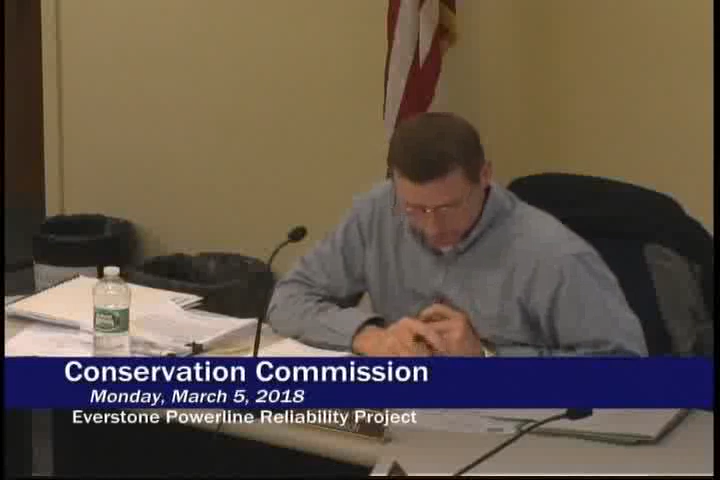 Conservation Commission
Monday, March 5, 2018
Everstone Powerline Reliability Project